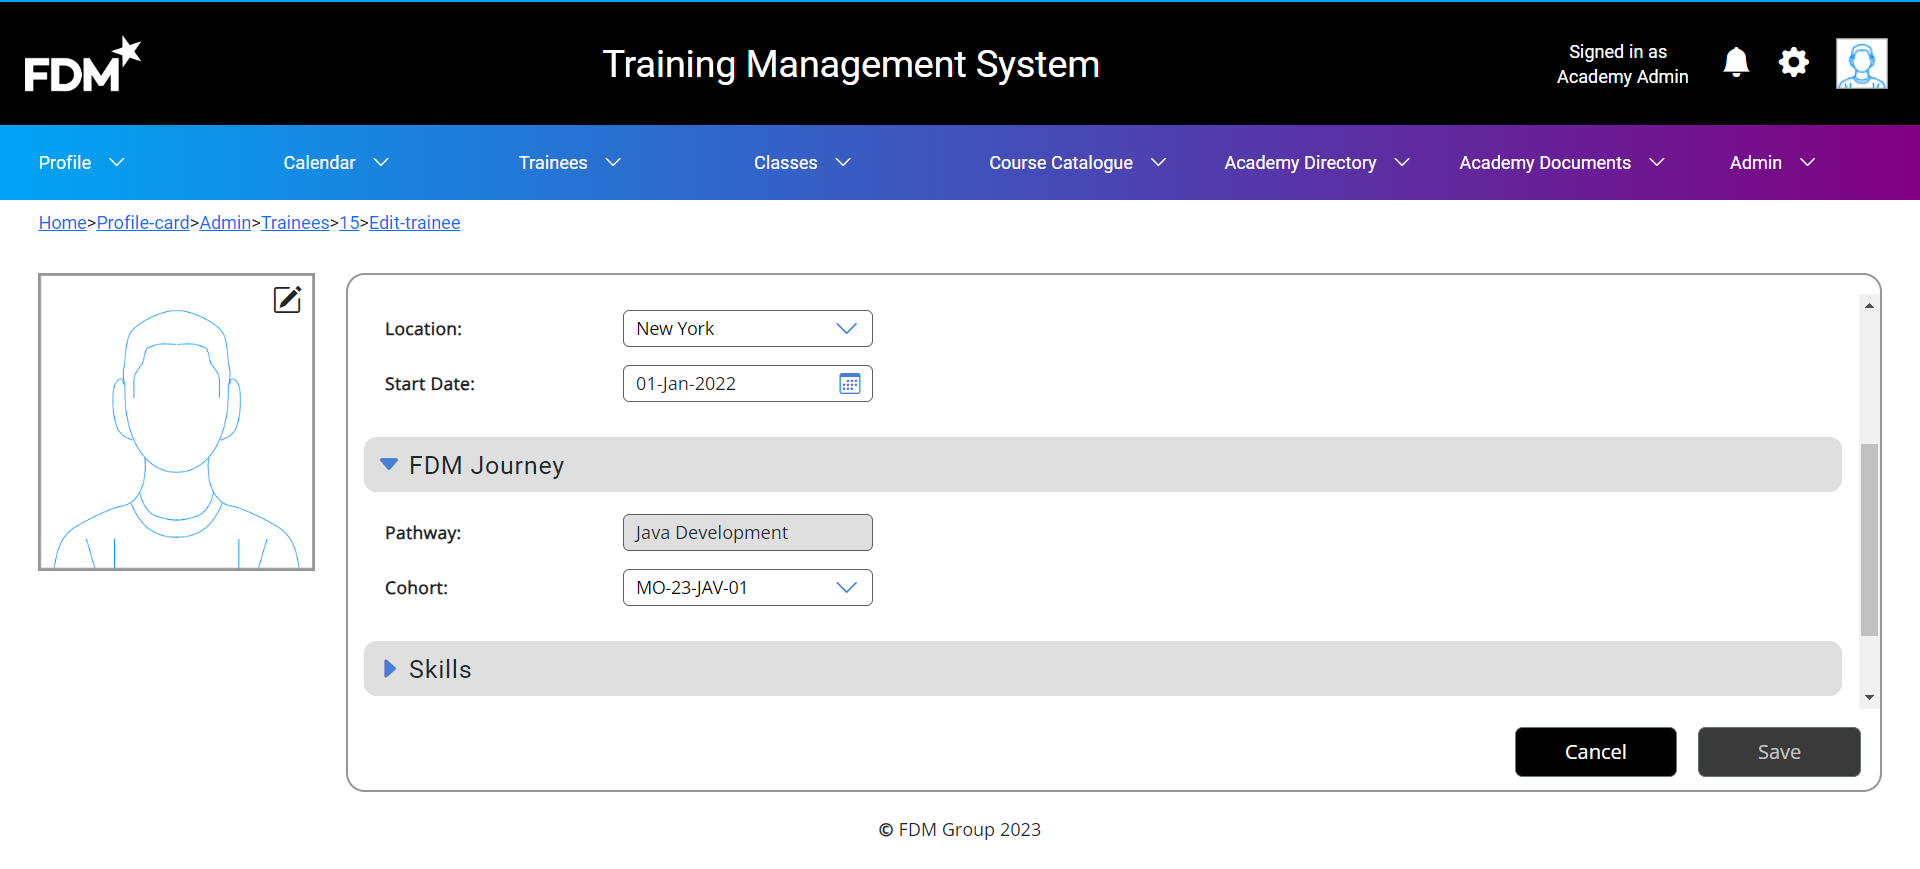 FDM
Training Management System
Signed in as
Academy Admin
Profile
Calendar
Trainees
Classes
Course Catalogue
Academy Directory
Academy Documents
Admin
Home>Profile-card>Admin>Trainees>15>Edit-trainee
Location:
New York
Start Date:
01-Jan-2022
FDM Journey
Pathway:
Java Development
Cohort:
MO-23-JAV-01
Skills
Cancel
Save
© FDM Group 2023